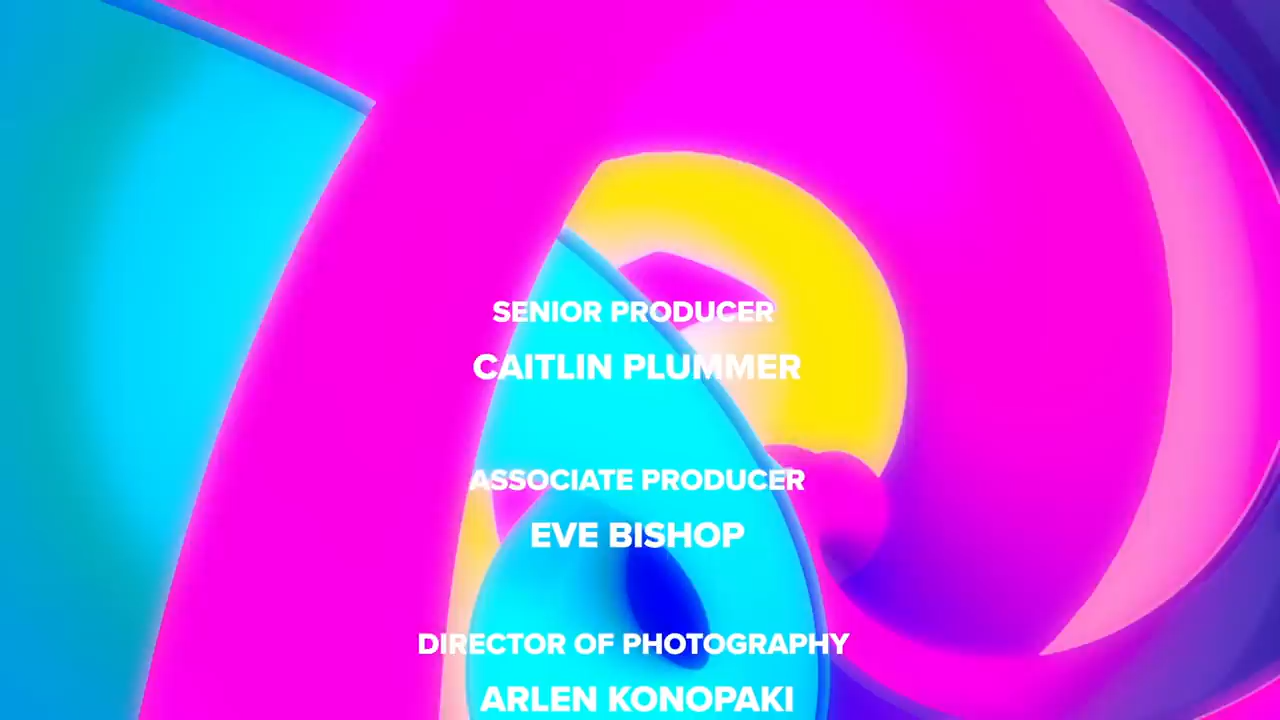 SENIOR PRODUCER
CAITLIN PLUMMER
ASSOCIATE PRODUCER
EVE BISHOP
DIRECTOR OF PHOTOGRAPHY
ARLEN KONOPAKI